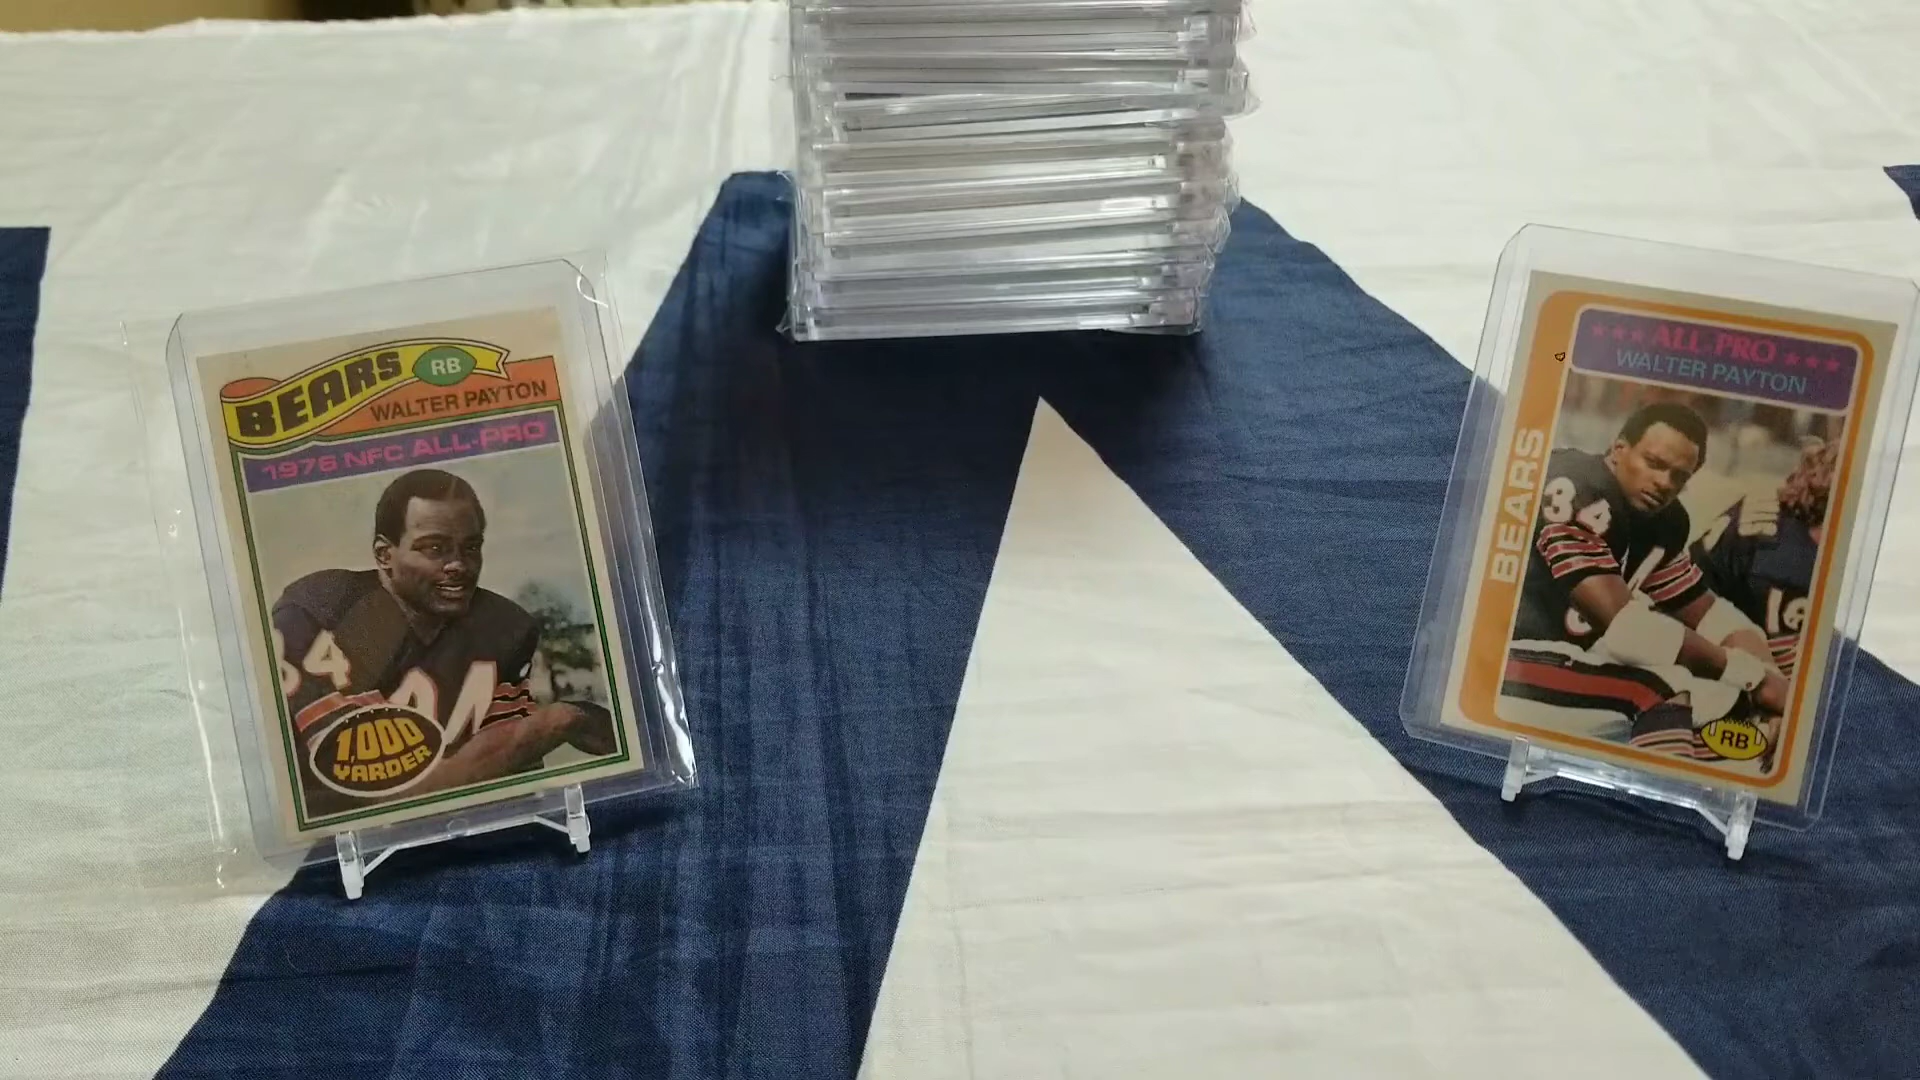 BEARS RB
WALTER PAYTON
1976 NFC ALL-PRO
34
34
1,000
YARDER
★★★ ALL-PRO ★★★
WALTER PAYTON
BEARS
34
RB